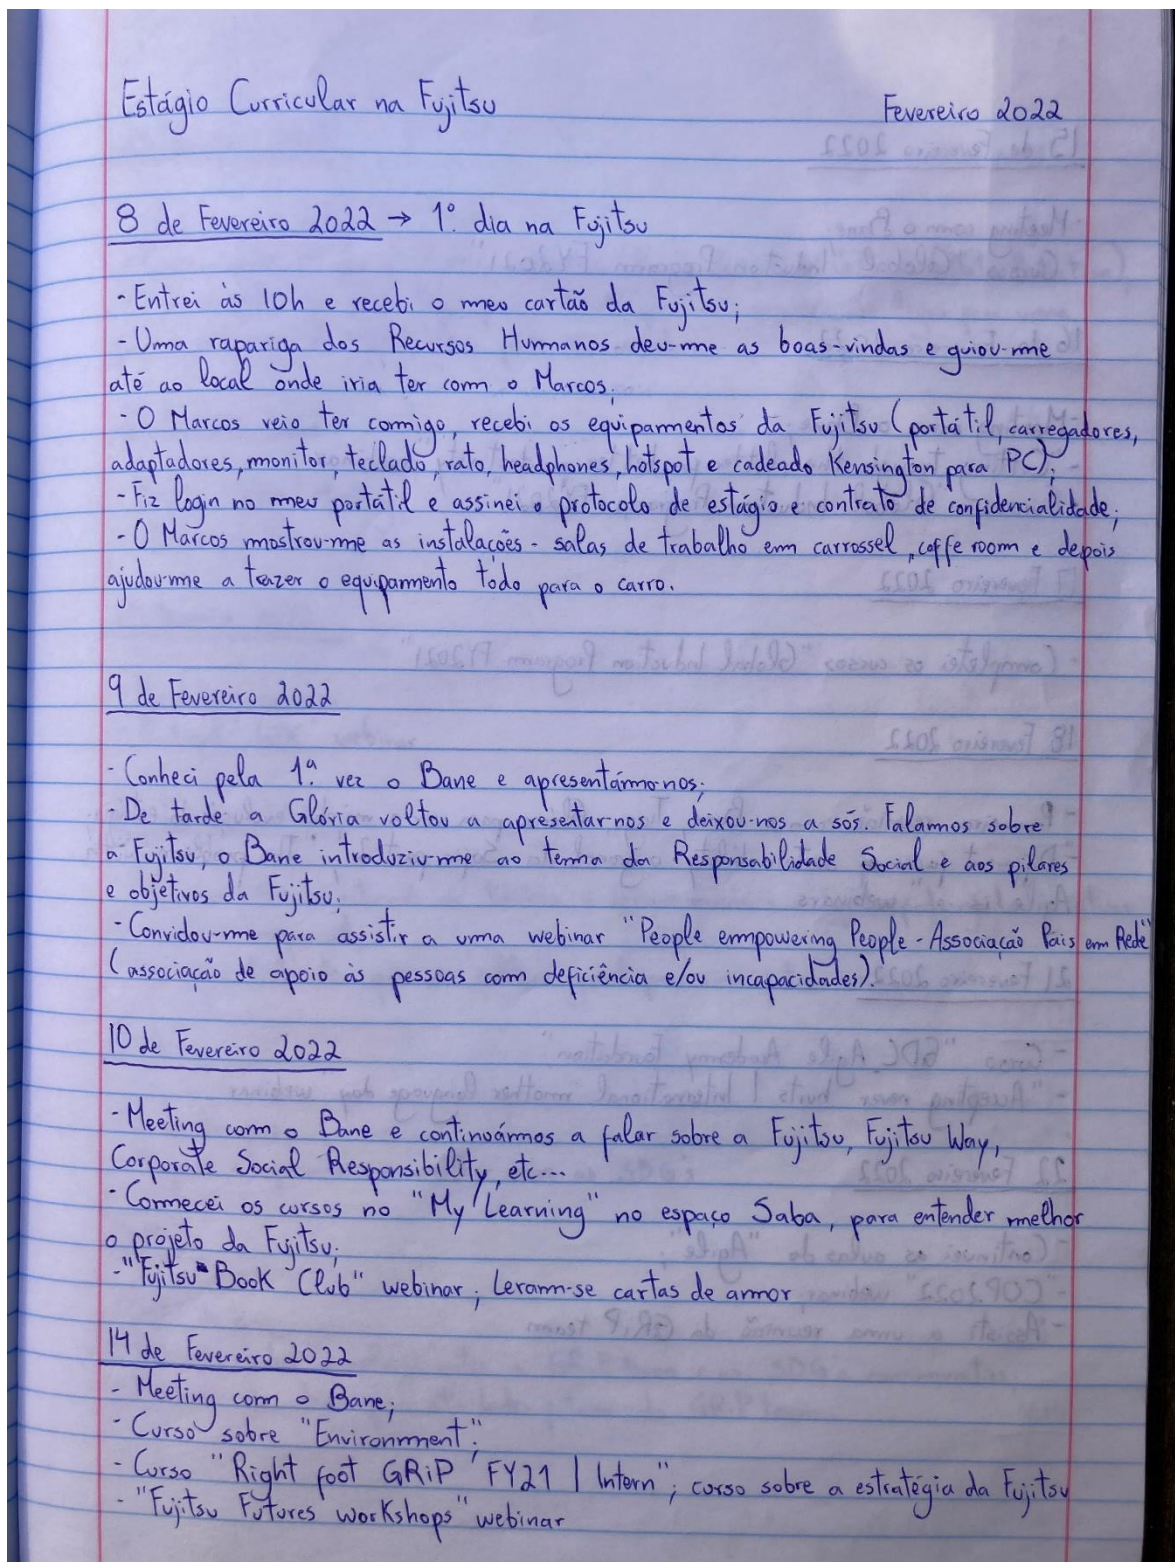 Estágio Curricular na Fujitsu
Fevereiro 2022
8 de Fevereiro 2022 → 1º dia na Fujitsu
- Entrei às 10h e recebi o meu cartão da Fujitsu;
- Uma rapariga dos Recursos Humanos deu-me as boas-vindas e guiou-me
até ao local onde iria ter com o Marcos;
- O Marcos veio ter comigo, recebi os equipamentos da Fujitsu (portátil, carregadores,
adaptadores, monitor, teclado, rato, headphones, hotspot e cadeado Kensington para PC);
- Fiz login no meu portátil e assinei o protocolo de estágio e contrato de confidencialidade;
- O Marcos mostrou-me as instalações - salas de trabalho em carrossel, coffe room e depois
ajudou-me a trazer o equipamento todo para o carro.
9 de Fevereiro 2022
- Conheci pela 1ª vez o Bane e apresentámo-nos;
- De tarde a Glória voltou a apresentar-nos e deixou-nos a sós. Falamos sobre
a Fujitsu, o Bane introduziu-me ao tema da Responsabilidade Social e aos pilares
e objetivos da Fujitsu;
- Convidou-me para assistir a uma webinar "People empowering People - Associação Pais em Rede"
(associação de apoio às pessoas com deficiência e/ou incapacidades).
10 de Fevereiro 2022
- Meeting com o Bane e continuámos a falar sobre a Fujitsu, Fujitsu Way,
Corporate Social Responsibility, etc...
- Comecei os cursos no "My Learning" no espaço Saba, para entender melhor
o projeto da Fujitsu;
- "Fujitsu Book Club" webinar; Leram-se cartas de amor
14 de Fevereiro 2022
- Meeting com o Bane;
- Curso sobre "Environment";
- Curso "Right foot GRiP FY21 | Intern"; curso sobre a estratégia da Fujitsu
- "Fujitsu Futures workshops" webinar